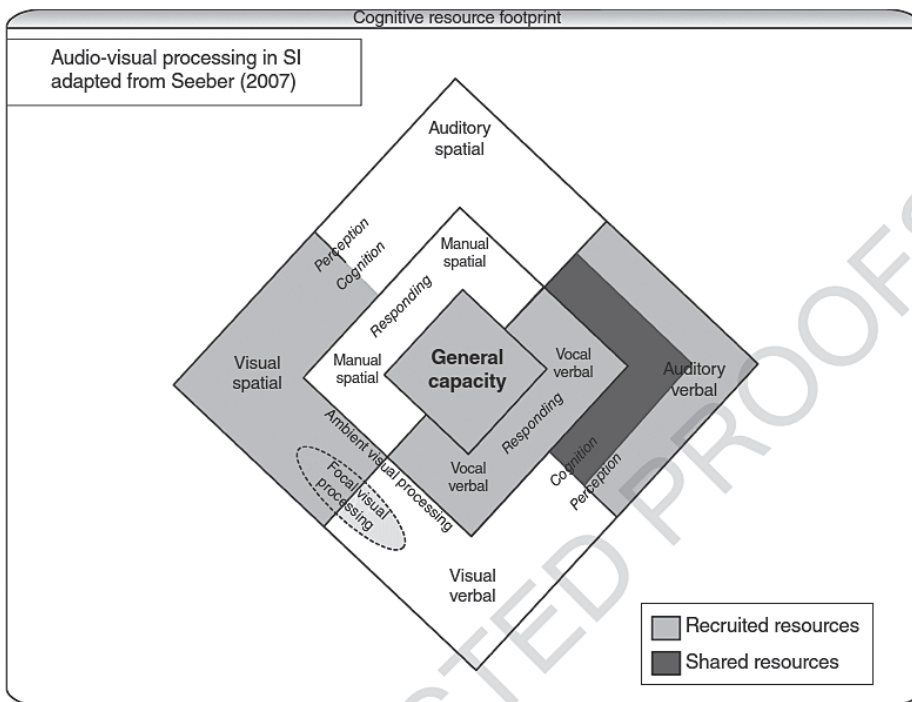 Cognitive resource footprint
Audio-visual processing in SI
adapted from Seeber (2007)
Auditory
spatial
Perception
Cognition
Manual
spatial
Responding
Visual
spatial
Manual
spatial
General
capacity
Vocal
verbal
Auditory
verbal
Responding
Ambient visual processing
Focal visual
processing
Vocal
verbal
Cognition
Perception
Visual
verbal
Recruited resources
Shared resources
STED PROOFS